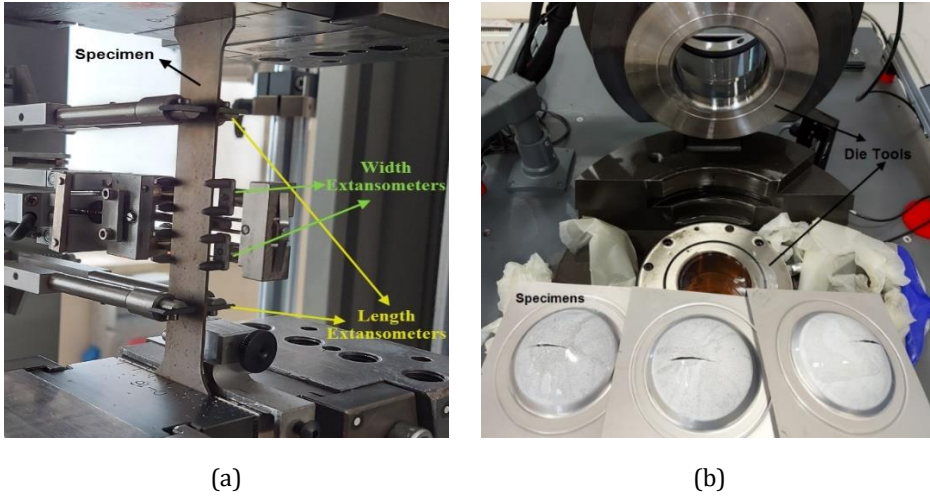 Specimen
Width
Extansometers
Length
Extansometers
Die Tools
Specimens
(a)
(b)